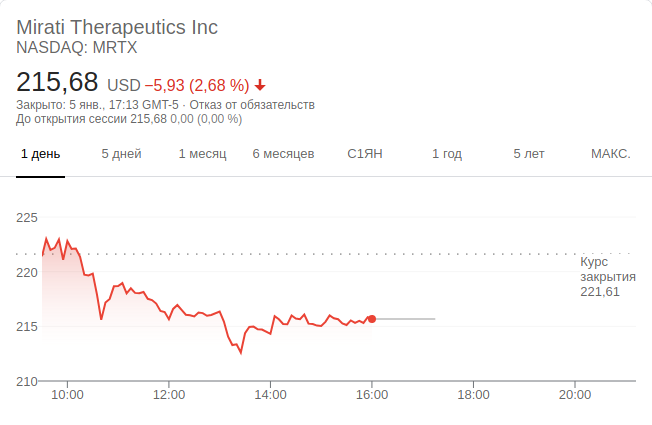 Mirati Therapeutics Inc
NASDAQ: MRTX
215,68 USD −5,93 (2,68 %)
Закрыто: 5 янв., 17:13 GMT-5 · Отказ от обязательств
До открытия сессии 215,68 0,00 (0,00 %)
1 день 5 дней 1 месяц 6 месяцев С1ЯН 1 год 5 лет МАКС.
225
220
215
210
Курс
закрытия
221,61
10:00 12:00 14:00 16:00 18:00 20:00